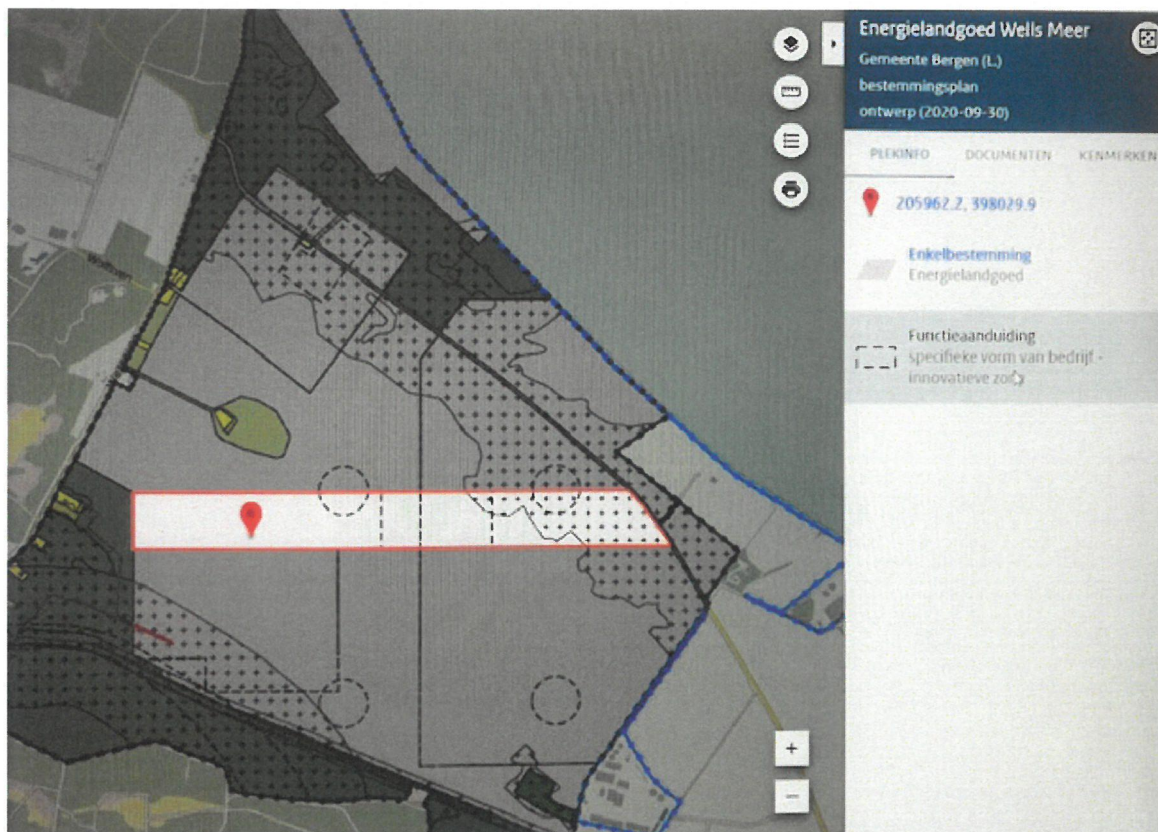 Energielandgoed Wells Meer
Gemeente Bergen (L.)
bestemmingsplan
ontwerp (2020-09-30)
PLEKINFO DOCUMENTEN KENMERKEN
205962.2, 398029.9
Enkelbestemming
Energielandgoed
Functieaanduiding
specifieke vorm van bedrijf -
innovatieve zone
+
−